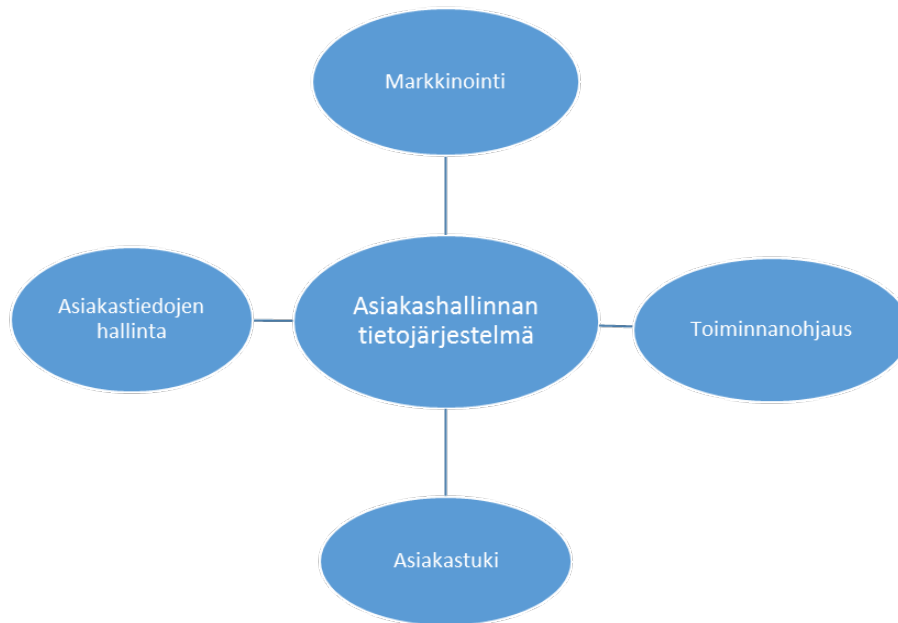 Markkinointi
Asiakastiedojen
hallinta
Asiakashallinnan
tietojärjestelmä
Toiminnanohjaus
Asiakastuki